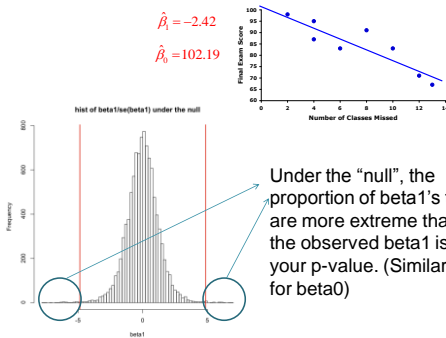 β̂₁ = −2.42
β̂₀ = 102.19
Final Exam Score
100
95
90
85
80
75
70
65
60
0 2 4 6 8 10 12 14
Number of Classes Missed
hist of beta1/se(beta1) under the null
Frequency
800
600
400
200
0
-5 0 5
beta1
Under the “null”, the
proportion of beta1’s
are more extreme
the observed beta1 is
your p-value. (Similar
for beta0)